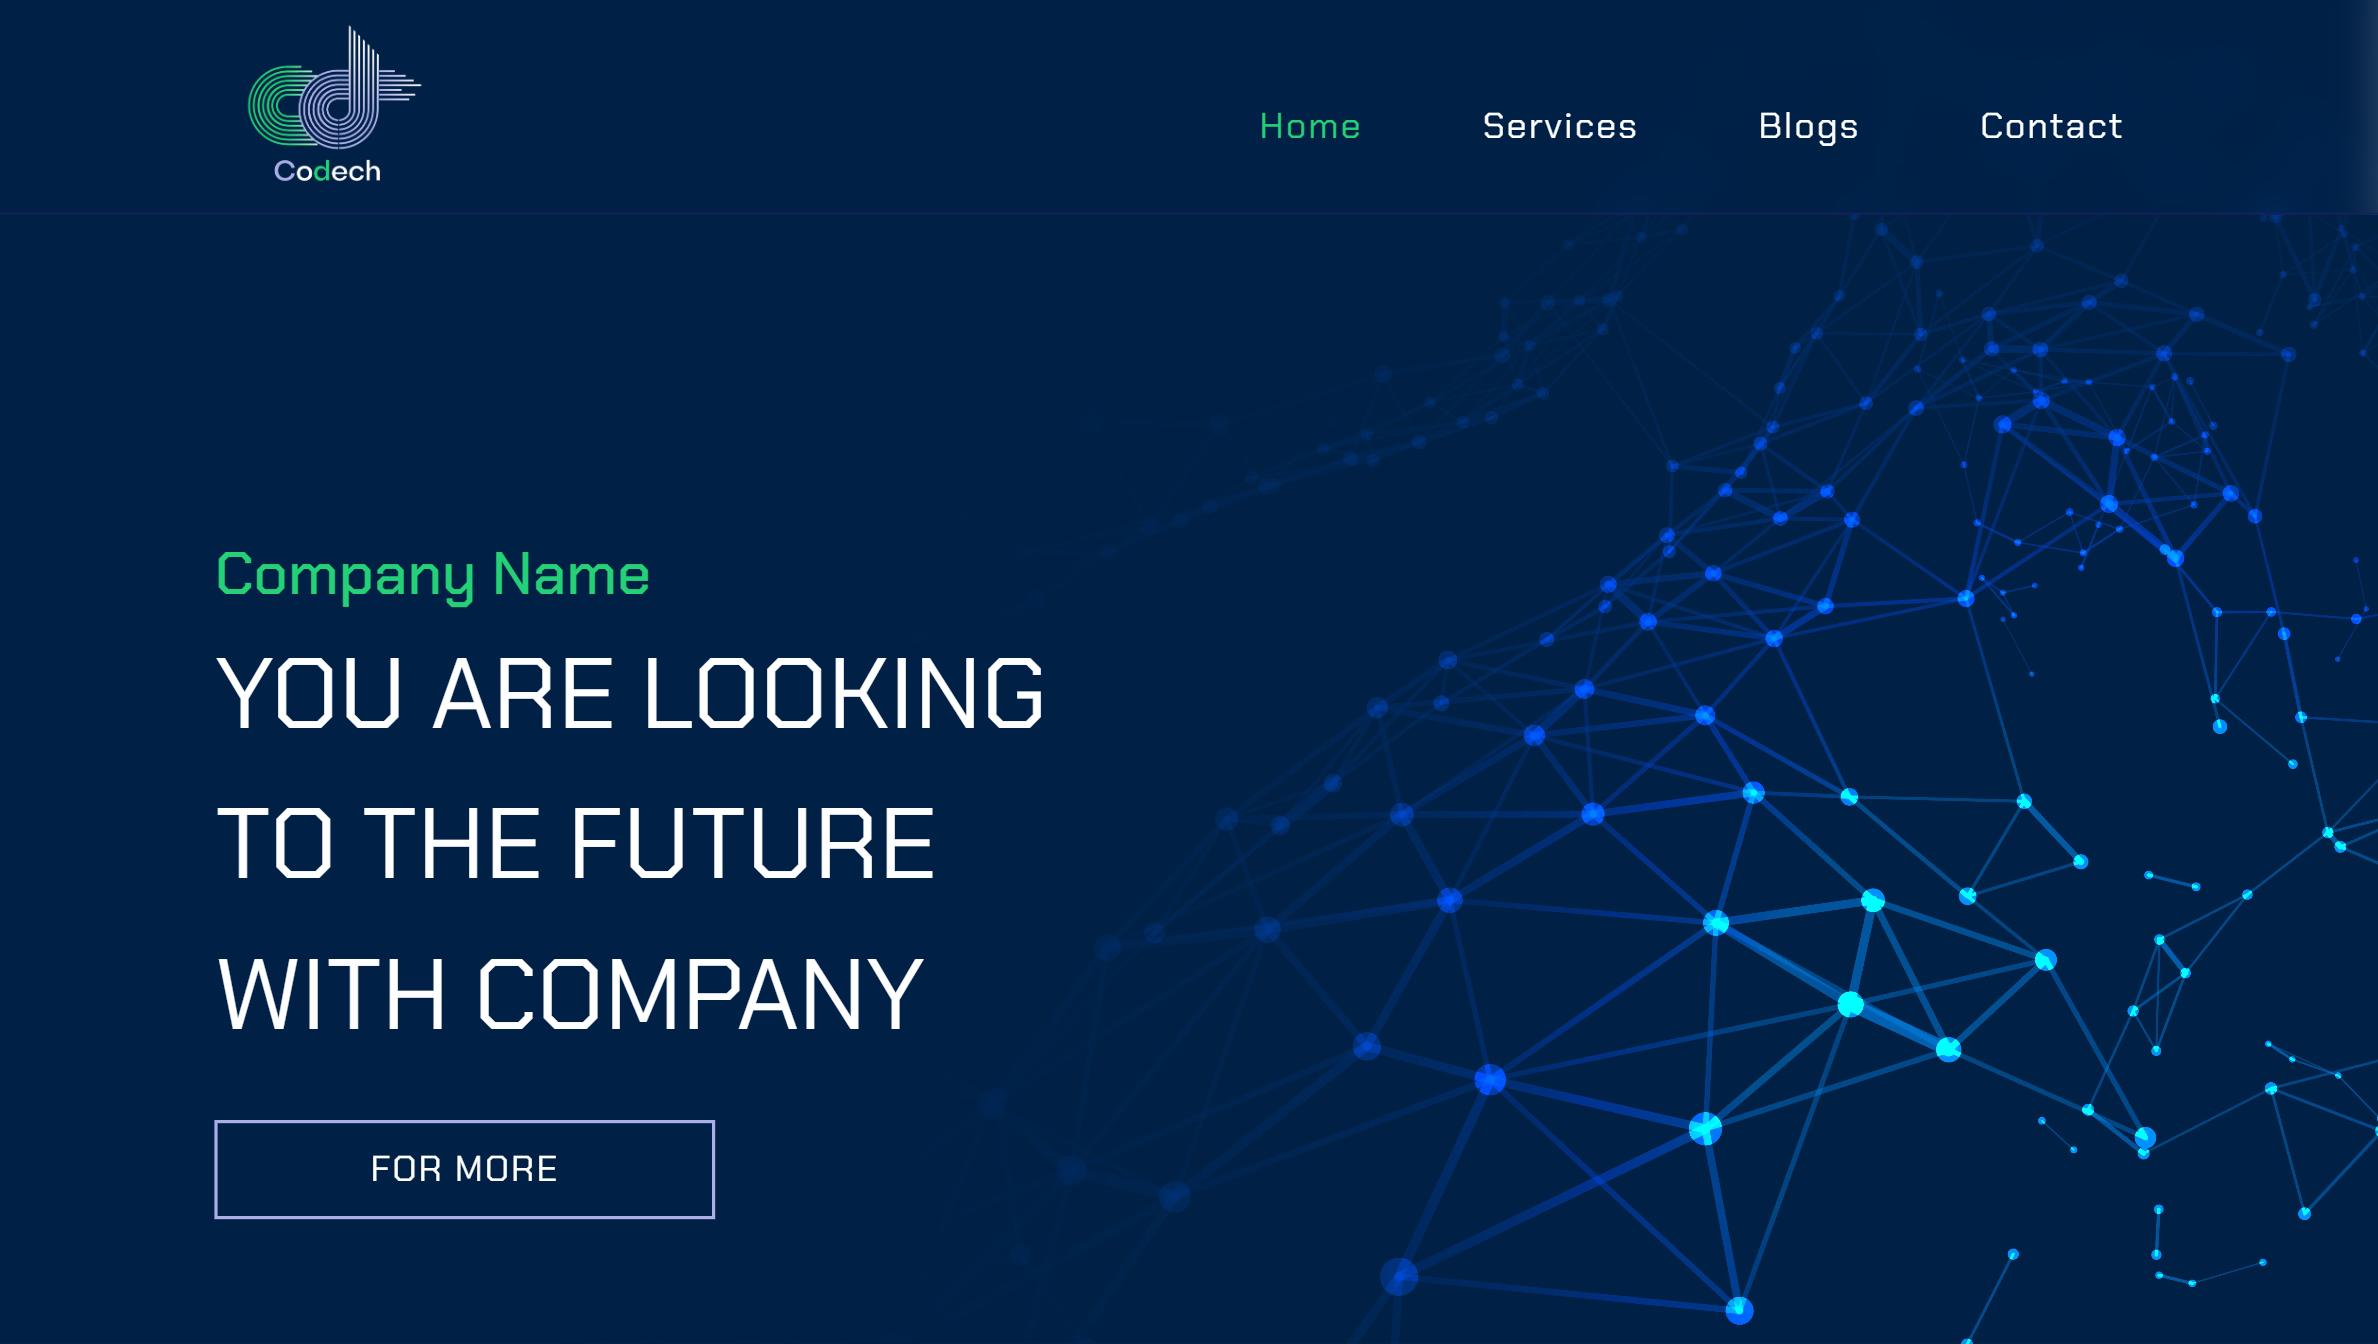 Codech
Home Services Blogs Contact
Company Name
YOU ARE LOOKING
TO THE FUTURE
WITH COMPANY
FOR MORE